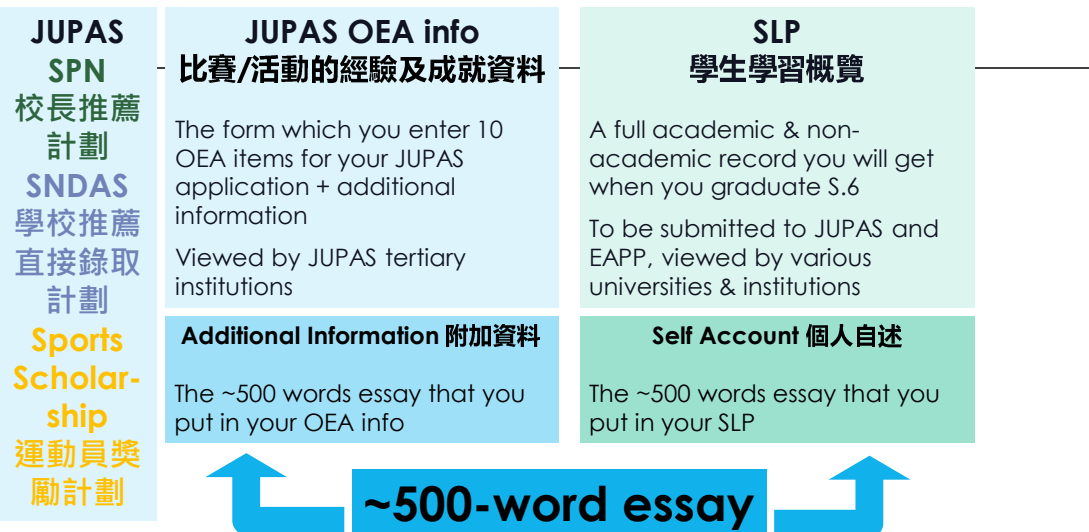 JUPAS
SPN
校長推薦
計劃
SNDAS
學校推薦
直接錄取
計劃
Sports
Scholar-
ship
運動員獎
勵計劃
JUPAS OEA info
比賽/活動的經驗及成就資料
The form which you enter 10
OEA items for your JUPAS
application + additional
information
Viewed by JUPAS tertiary
institutions
Additional Information 附加資料
The ~500 words essay that you
put in your OEA info
SLP
學生學習概覽
A full academic & non-
academic record you will get
when you graduate S.6
To be submitted to JUPAS and
EAPP, viewed by various
universities & institutions
Self Account 個人自述
The ~500 words essay that you
put in your SLP
~500-word essay